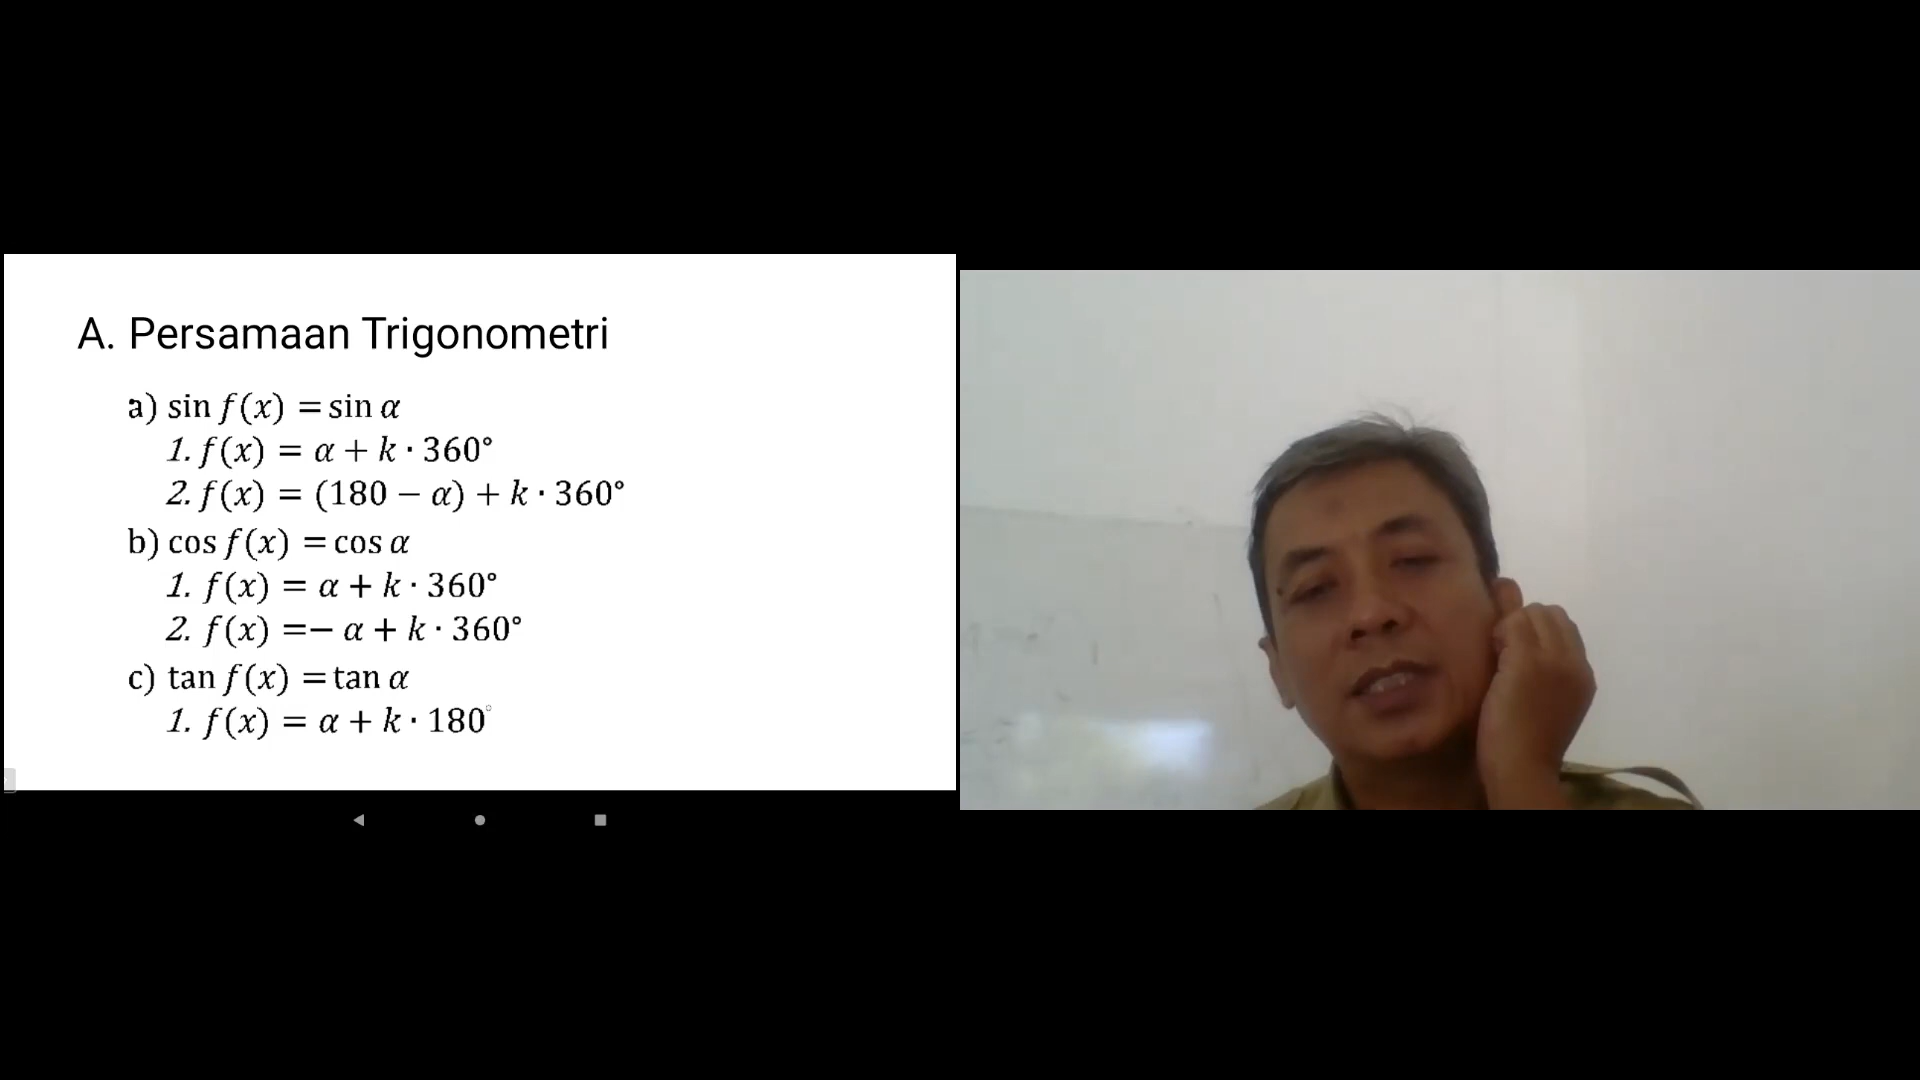 A. Persamaan Trigonometri
a) sin f(x) = sin α
1. f(x) = α + k · 360°
2. f(x) = (180 − α) + k · 360°
b) cos f(x) = cos α
1. f(x) = α + k · 360°
2. f(x) =− α + k · 360°
c) tan f(x) = tan α
1. f(x) = α + k · 180°